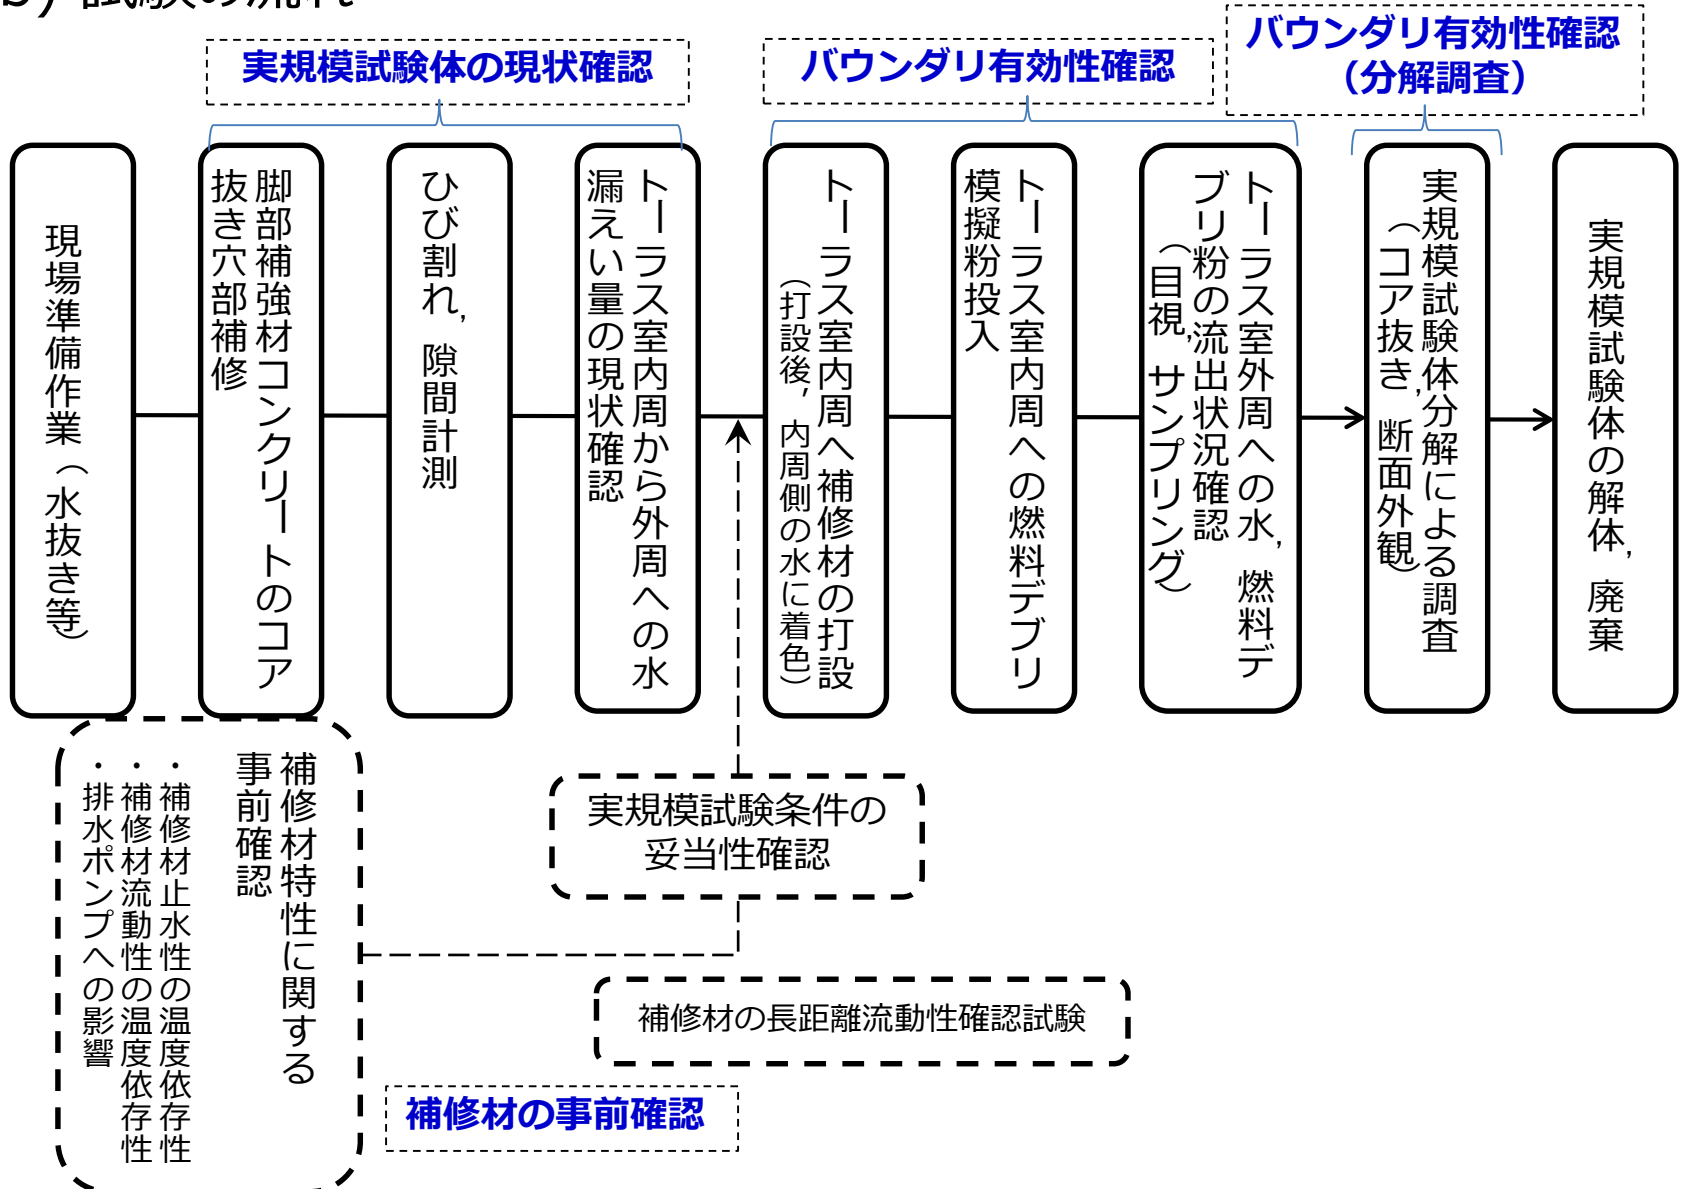 b) 試験の流れ
実規模試験体の現状確認
バウンダリ有効性確認
バウンダリ有効性確認
（分解調査）
現場準備作業（水抜き等）
脚部補強材コンクリートのコア
抜き穴部補修
ひび割れ，隙間計測
トーラス室内周から外周への水
漏えい量の現状確認
トーラス室内周へ補修材の打設
（打設後，内周側の水に着色）
トーラス室内周への燃料デブリ
模擬粉投入
トーラス室外周への水，燃料デ
ブリ粉の流出状況確認
（目視，サンプリング）
実規模試験体分解による調査
（コア抜き，断面外観）
実規模試験体の解体，廃棄
補修材特性に関する
事前確認
・補修材止水性の温度依存性
・補修材流動性の温度依存性
・排水ポンプへの影響
実規模試験条件の
妥当性確認
補修材の長距離流動性確認試験
補修材の事前確認